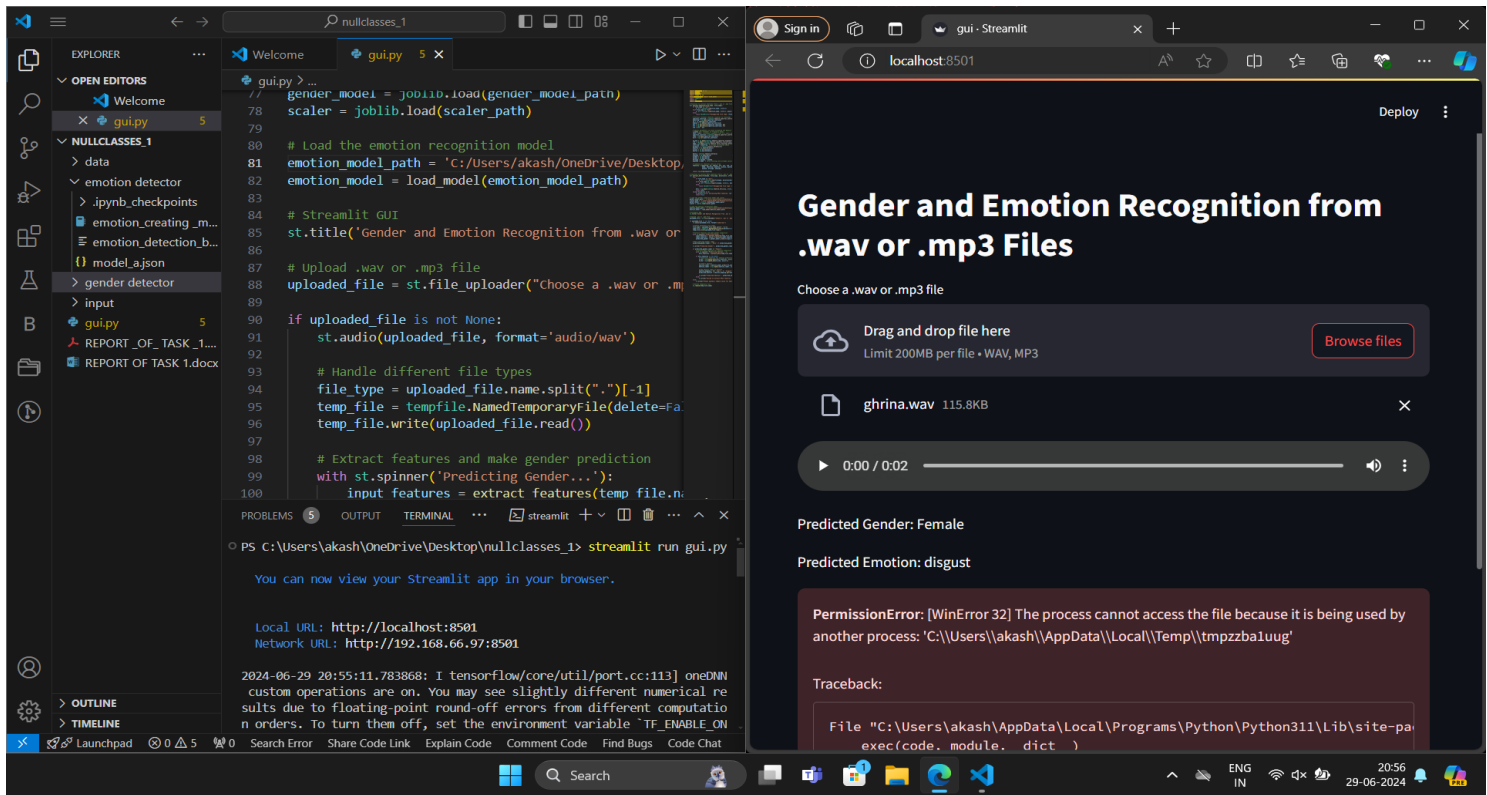 nullclasses_1
EXPLORER
OPEN EDITORS
Welcome
gui.py 5
NULLCLASSES_1
data
emotion detector
.ipynb_checkpoints
emotion_creating _m...
emotion_detection_b...
model_a.json
gender detector
input
gui.py 5
REPORT _OF_ TASK _1....
REPORT OF TASK 1.docx
OUTLINE
TIMELINE
Welcome
gui.py 5
gui.py > ...
77 gender_model = joblib.load(gender_model_path)
78 scaler = joblib.load(scaler_path)
79
80 # Load the emotion recognition model
81 emotion_model_path = 'C:/Users/akash/OneDrive/Desktop/
82 emotion_model = load_model(emotion_model_path)
83
84 # Streamlit GUI
85 st.title('Gender and Emotion Recognition from .wav or
86
87 # Upload .wav or .mp3 file
88 uploaded_file = st.file_uploader("Choose a .wav or .m
89
90 if uploaded_file is not None:
91 st.audio(uploaded_file, format='audio/wav')
92
93 # Handle different file types
94 file_type = uploaded_file.name.split(".")[-1]
95 temp_file = tempfile.NamedTemporaryFile(delete=Fa
96 temp_file.write(uploaded_file.read())
97
98 # Extract features and make gender prediction
99 with st.spinner('Predicting Gender...'):
100 input_features = extract_features(temp_file.na
PROBLEMS 5 OUTPUT TERMINAL ... streamlit
PS C:\Users\akash\OneDrive\Desktop\nullclasses_1> streamlit run gui.py
You can now view your Streamlit app in your browser.
Local URL: http://localhost:8501
Network URL: http://192.168.66.97:8501
2024-06-29 20:55:11.783868: I tensorflow/core/util/port.cc:113] oneDNN
custom operations are on. You may see slightly different numerical re
sults due to floating-point round-off errors from different computatio
n orders. To turn them off, set the environment variable `TF_ENABLE_ON
Launchpad 0 5 0 Search Error Share Code Link Explain Code Comment Code Find Bugs Code Chat
Sign in
gui · Streamlit
localhost:8501
Deploy
Gender and Emotion Recognition from
.wav or .mp3 Files
Choose a .wav or .mp3 file
Drag and drop file here
Limit 200MB per file • WAV, MP3
Browse files
ghrina.wav 115.8KB
0:00 / 0:02
Predicted Gender: Female
Predicted Emotion: disgust
PermissionError: [WinError 32] The process cannot access the file because it is being used by
another process: 'C:\\Users\\akash\\AppData\\Local\\Temp\\tmpzzba1uug'
Traceback:
File "C:\Users\akash\AppData\Local\Programs\Python\Python311\Lib\site-pa
exec(code, module.__dict__)
Search
1
PRE
ENG
IN
20:56
29-06-2024